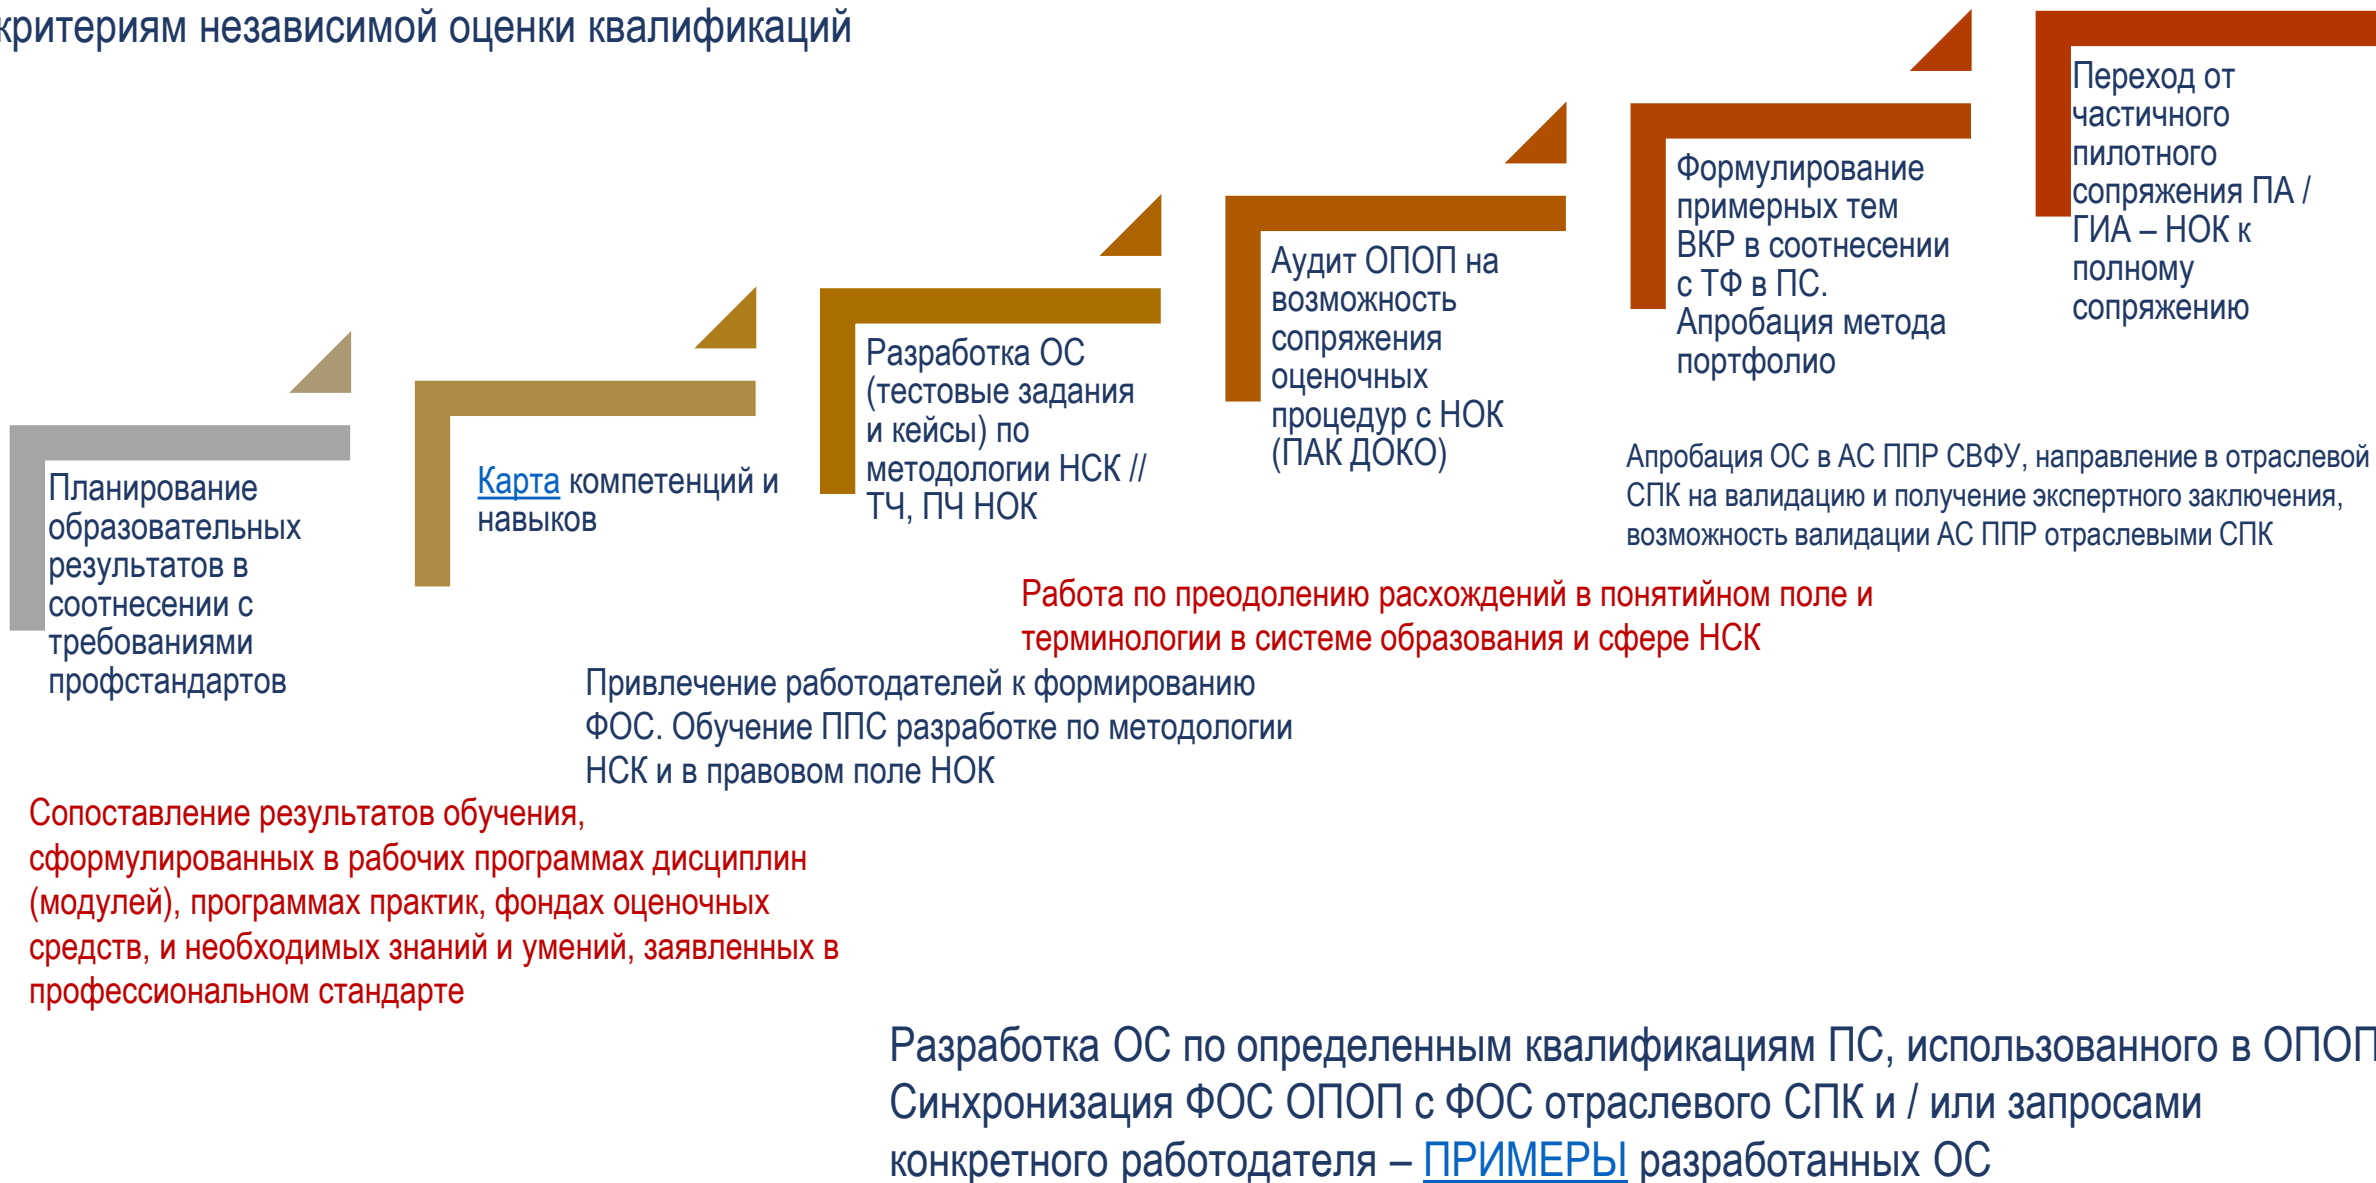 критериям независимой оценки квалификаций
Планирование
образовательных
результатов в
соотнесении с
требованиями
профстандартов
Карта компетенций и
навыков
Разработка ОС
(тестовые задания
и кейсы) по
методологии НСК //
ТЧ, ПЧ НОК
Аудит ОПОП на
возможность
сопряжения
оценочных
процедур с НОК
(ПАК ДОКО)
Формулирование
примерных тем
ВКР в соотнесении
с ТФ в ПС.
Апробация метода
портфолио
Переход от
частичного
пилотного
сопряжения ПА /
ГИА – НОК к
полному
сопряжению
Апробация ОС в АС ППР СВФУ, направление в отраслевой
СПК на валидацию и получение экспертного заключения,
возможность валидации АС ППР отраслевыми СПК
Работа по преодолению расхождений в понятийном поле и
терминологии в системе образования и сфере НСК
Привлечение работодателей к формированию
ФОС. Обучение ППС разработке по методологии
НСК и в правовом поле НОК
Сопоставление результатов обучения,
сформулированных в рабочих программах дисциплин
(модулей), программах практик, фондах оценочных
средств, и необходимых знаний и умений, заявленных в
профессиональном стандарте
Разработка ОС по определенным квалификациям ПС, использованного в ОПОП
Синхронизация ФОС ОПОП с ФОС отраслевого СПК и / или запросами
конкретного работодателя – ПРИМЕРЫ разработанных ОС